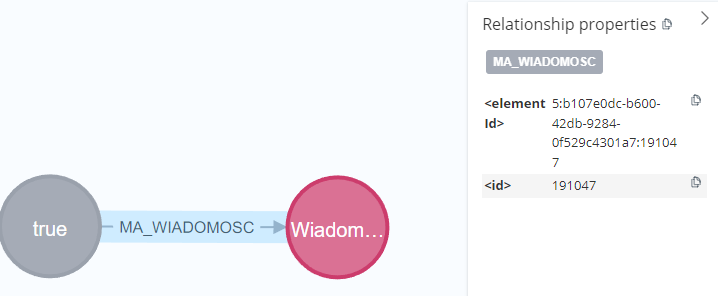 Relationship properties
MA_WIADOMOSC
<element
Id>
5:b107e0dc-b600-
42db-9284-
0f529c4301a7:19104
7
<id>
191047
true
MA_WIADOMOSC
Wiadom...